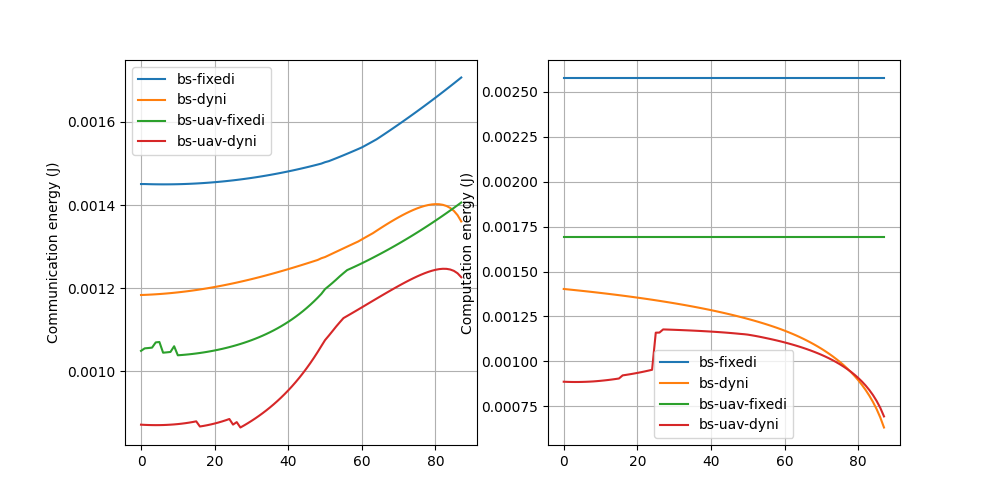 Communication energy (J)
0.0016
0.0014
0.0012
0.0010
0
20
40
60
80
bs-fixedi
bs-dyni
bs-uav-fixedi
bs-uav-dyni
Computation energy (J)
0.00250
0.00225
0.00200
0.00175
0.00150
0.00125
0.00100
0.00075
0
20
40
60
80
bs-fixedi
bs-dyni
bs-uav-fixedi
bs-uav-dyni